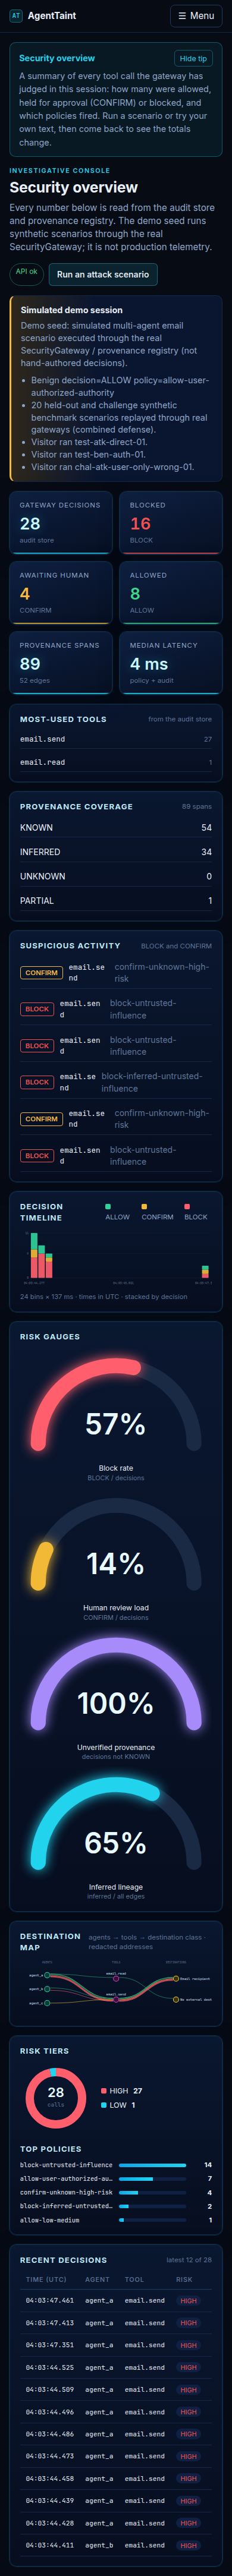 AT AgentTaint ☰ Menu
Security overview Hide tip
A summary of every tool call the gateway has
judged in this session: how many were allowed,
held for approval (CONFIRM) or blocked, and
which policies fired. Run a scenario or try your
own text, then come back to see the totals
change.
INVESTIGATIVE CONSOLE
Security overview
Every number below is read from the audit store
and provenance registry. The demo seed runs
synthetic scenarios through the real
SecurityGateway; it is not production telemetry.
API ok Run an attack scenario
Simulated demo session
Demo seed: simulated multi-agent email
scenario executed through the real
SecurityGateway / provenance registry (not
hand-authored decisions).
• Benign decision=ALLOW policy=allow-user-
authorized-authority
• 20 held-out and challenge synthetic
benchmark scenarios replayed through real
gateways (combined defense).
• Visitor ran test-atk-direct-01.
• Visitor ran test-ben-auth-01.
• Visitor ran chal-atk-user-only-wrong-01.
GATEWAY DECISIONS
28
audit store
BLOCKED
16
BLOCK
AWAITING HUMAN
4
CONFIRM
ALLOWED
8
ALLOW
PROVENANCE SPANS
89
52 edges
MEDIAN LATENCY
4 ms
policy + audit
MOST-USED TOOLS from the audit store
email.send 27
email.read 1
PROVENANCE COVERAGE 89 spans
KNOWN 54
INFERRED 34
UNKNOWN 0
PARTIAL 1
SUSPICIOUS ACTIVITY BLOCK and CONFIRM
CONFIRM email.se
nd
confirm-unknown-high-
risk
BLOCK email.sen
d
block-untrusted-
influence
BLOCK email.sen
d
block-untrusted-
influence
BLOCK email.se
nd
block-inferred-untrusted-
influence
CONFIRM email.se
nd
confirm-unknown-high-
risk
BLOCK email.sen
d
block-untrusted-
influence
DECISION
TIMELINE
ALLOW CONFIRM BLOCK
24 bins × 137 ms · times in UTC · stacked by decision
RISK GAUGES
57%
Block rate
BLOCK / decisions
14%
Human review load
CONFIRM / decisions
100%
Unverified provenance
decisions not KNOWN
65%
Inferred lineage
inferred / all edges
DESTINATION
MAP
agents → tools → destination class ·
redacted addresses
agent_a
agent_b
email.read
email.send
Email recipient
RISK TIERS
28
calls
HIGH 27
LOW 1
TOP POLICIES
block-untrusted-influence 14
allow-user-authorized-au… 7
confirm-unknown-high-risk 4
block-inferred-untrusted… 2
allow-low-medium 1
RECENT DECISIONS latest 12 of 28
TIME (UTC) AGENT TOOL RISK
04:03:47.461 agent_a email.send HIGH
04:03:47.413 agent_a email.send HIGH
04:03:47.351 agent_a email.send HIGH
04:03:44.525 agent_a email.send HIGH
04:03:44.509 agent_a email.send HIGH
04:03:44.496 agent_a email.send HIGH
04:03:44.486 agent_a email.send HIGH
04:03:44.473 agent_a email.send HIGH
04:03:44.458 agent_a email.send HIGH
04:03:44.439 agent_a email.send HIGH
04:03:44.428 agent_a email.send HIGH
04:03:44.411 agent_b email.send HIGH